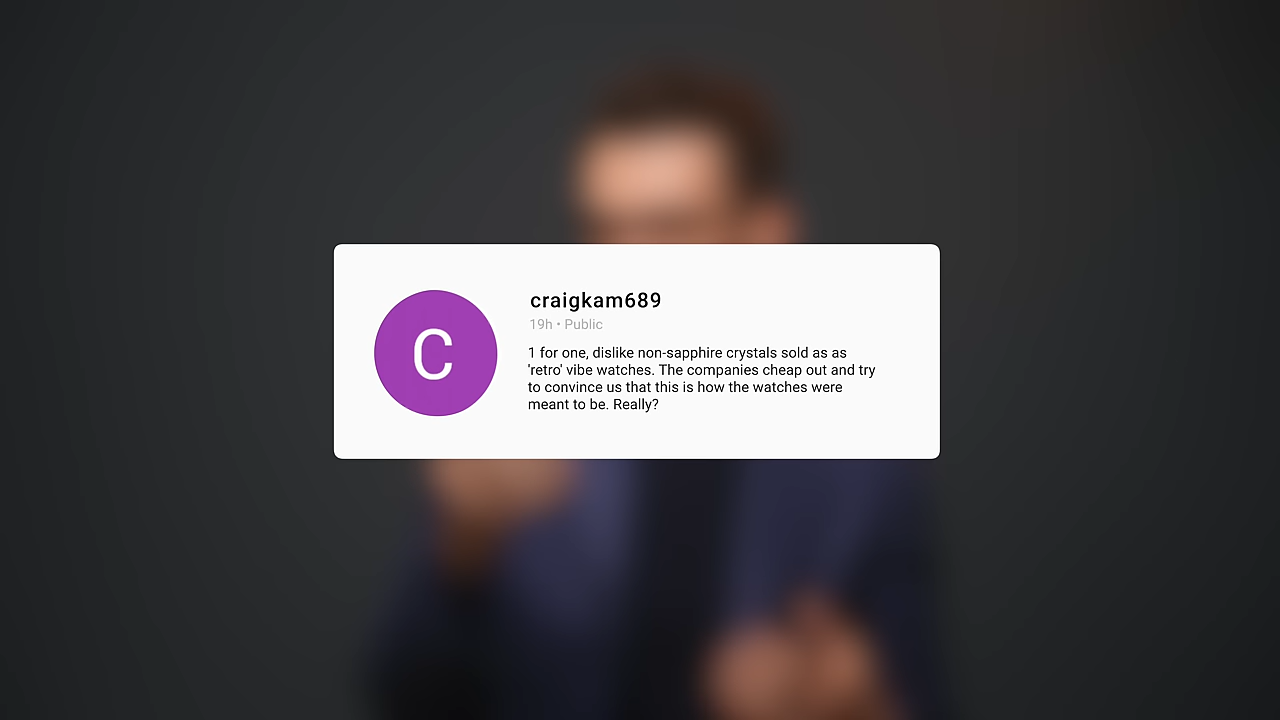 C
craigkam689
19h • Public
1 for one, dislike non-sapphire crystals sold as as
'retro' vibe watches. The companies cheap out and try
to convince us that this is how the watches were
meant to be. Really?